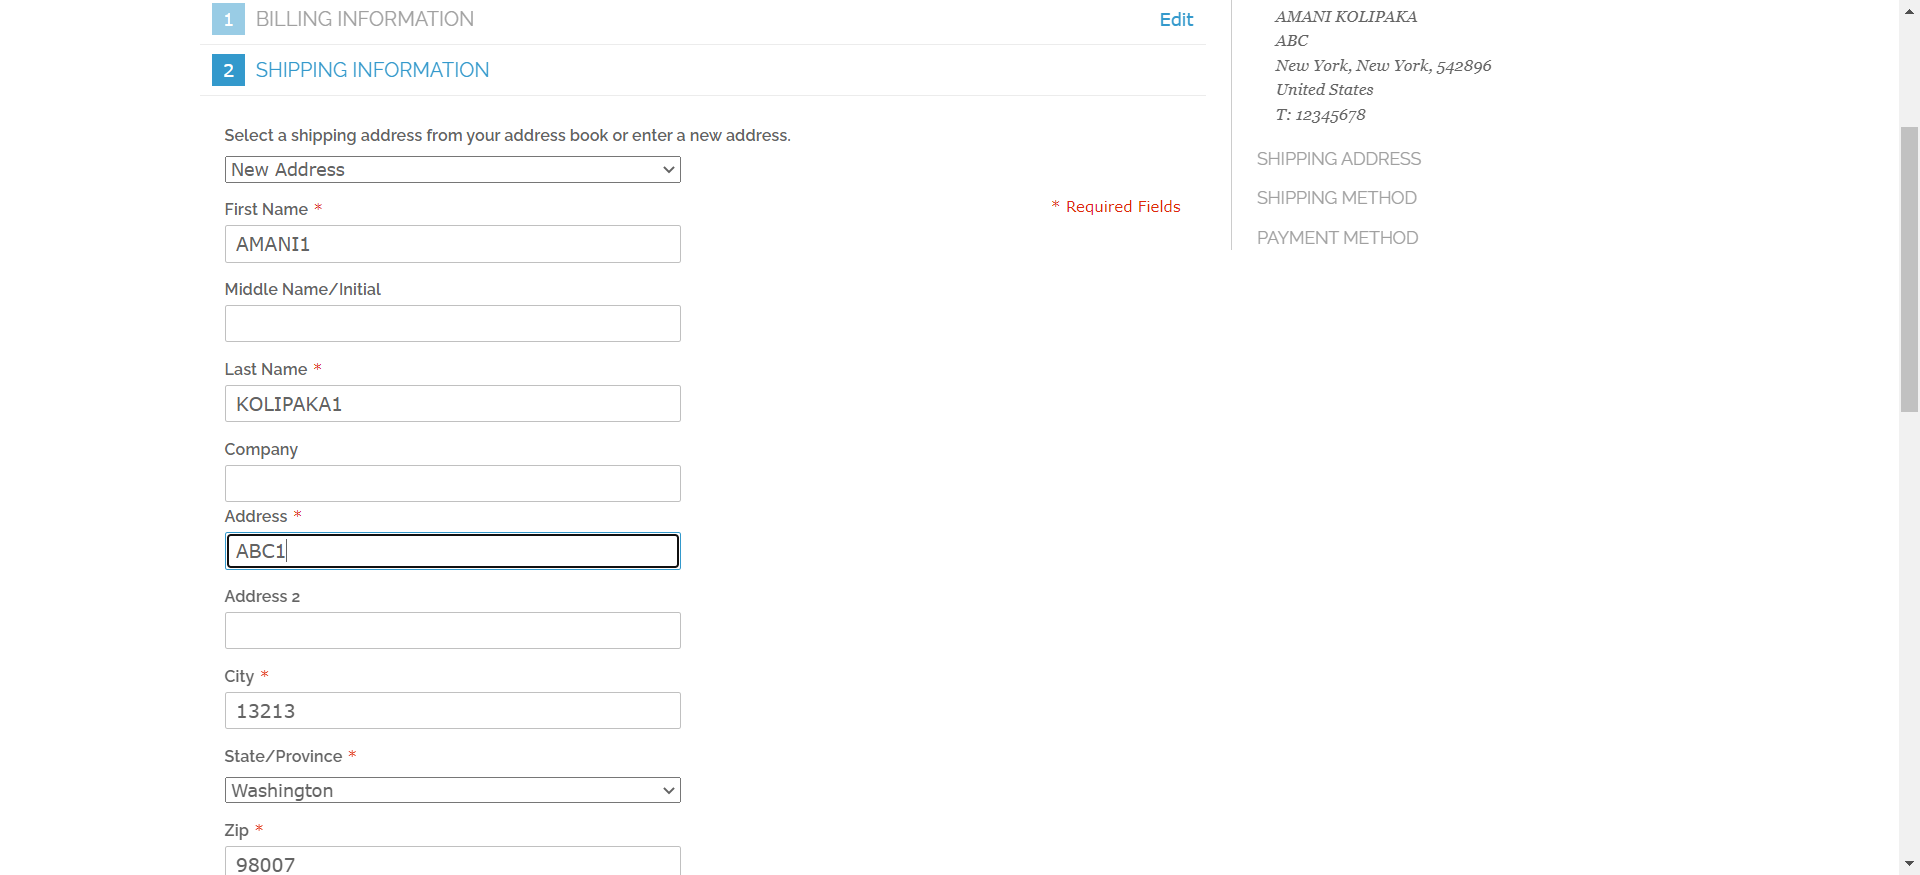 1 BILLING INFORMATION Edit
2 SHIPPING INFORMATION
Select a shipping address from your address book or enter a new address.
New Address
First Name *
* Required Fields
AMANI1
Middle Name/Initial
Last Name *
KOLIPAKA1
Company
Address *
ABC1
Address 2
City *
13213
State/Province *
Washington
Zip *
98007
AMANI KOLIPAKA
ABC
New York, New York, 542896
United States
T: 12345678
SHIPPING ADDRESS
SHIPPING METHOD
PAYMENT METHOD